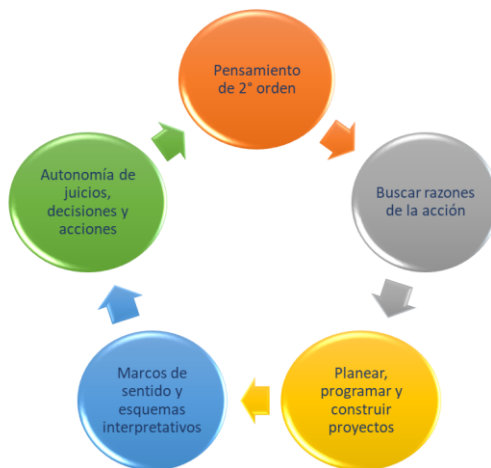 Pensamiento
de 2° orden
Buscar razones
de la acción
Planear,
programar y
construir
proyectos
Marcos de
sentido y
esquemas
interpretativos
Autonomía de
juicios,
decisiones y
acciones